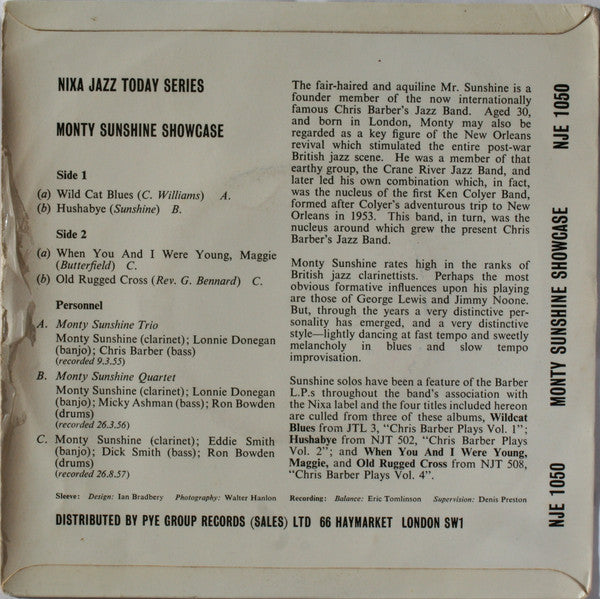 NIXA JAZZ TODAY SERIES
MONTY SUNSHINE SHOWCASE
Side 1
(a) Wild Cat Blues (C. Williams) A.
(b) Hushabye (Sunshine) B.
Side 2
(a) When You And I Were Young, Maggie
(Butterfield) C.
(b) Old Rugged Cross (Rev. G. Bennard) C.
Personnel
A. Monty Sunshine Trio
Monty Sunshine (clarinet); Lonnie Donegan
(banjo); Chris Barber (bass)
(recorded 9.3.55)
B. Monty Sunshine Quartet
Monty Sunshine (clarinet); Lonnie Donegan
(banjo); Micky Ashman (bass); Ron Bowden
(drums)
(recorded 26.3.56)
C. Monty Sunshine (clarinet); Eddie Smith
(banjo); Dick Smith (bass); Ron Bowden
(drums)
(recorded 26.8.57)
The fair-haired and aquiline Mr. Sunshine is a
founder member of the now internationally
famous Chris Barber's Jazz Band. Aged 30,
and born in London, Monty may also be
regarded as a key figure of the New Orleans
revival which stimulated the entire post-war
British jazz scene. He was a member of that
earthy group, the Crane River Jazz Band, and
later led his own combination which, in fact,
was the nucleus of the first Ken Colyer Band,
formed after Colyer's adventurous trip to New
Orleans in 1953. This band, in turn, was the
nucleus around which grew the present Chris
Barber's Jazz Band.
Monty Sunshine rates high in the ranks of
British jazz clarinettists. Perhaps the most
obvious formative influences upon his playing
are those of George Lewis and Jimmy Noone.
But, through the years a very distinctive per-
sonality has emerged, and a very distinctive
style—lightly dancing at fast tempo and sweetly
melancholy in blues and slow tempo
improvisation.
Sunshine solos have been a feature of the Barber
L.P.s throughout the band's association with
the Nixa label and the four titles included hereon
are culled from three of these albums, Wildcat
Blues from JTL 3, "Chris Barber Plays Vol. 1";
Hushabye from NJT 502, "Chris Barber Plays
Vol. 2"; and When You And I Were Young,
Maggie, and Old Rugged Cross from NJT 508,
"Chris Barber Plays Vol. 4".
Sleeve: Design: Ian Bradbery Photography: Walter Hanlon Recording: Balance: Eric Tomlinson Supervision: Denis Preston
DISTRIBUTED BY PYE GROUP RECORDS (SALES) LTD 66 HAYMARKET LONDON SW1
NJE 1050 MONTY SUNSHINE SHOWCASE NJE 1050